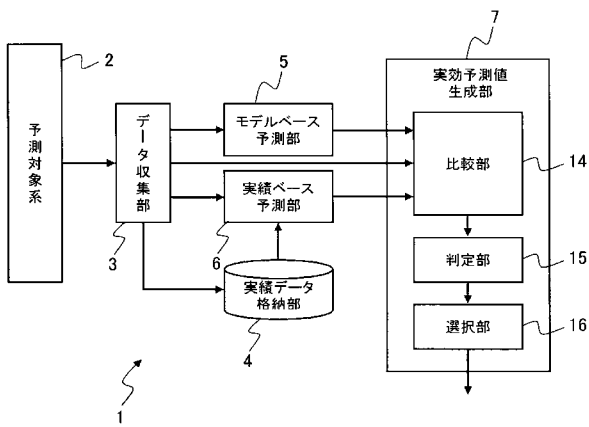 7
2
5
実効予測値
生成部
予測対象系
データ収集部
モデルベース
予測部
比較部
14
実績ベース
予測部
3
6
判定部
15
実績データ
格納部
選択部
16
4
1